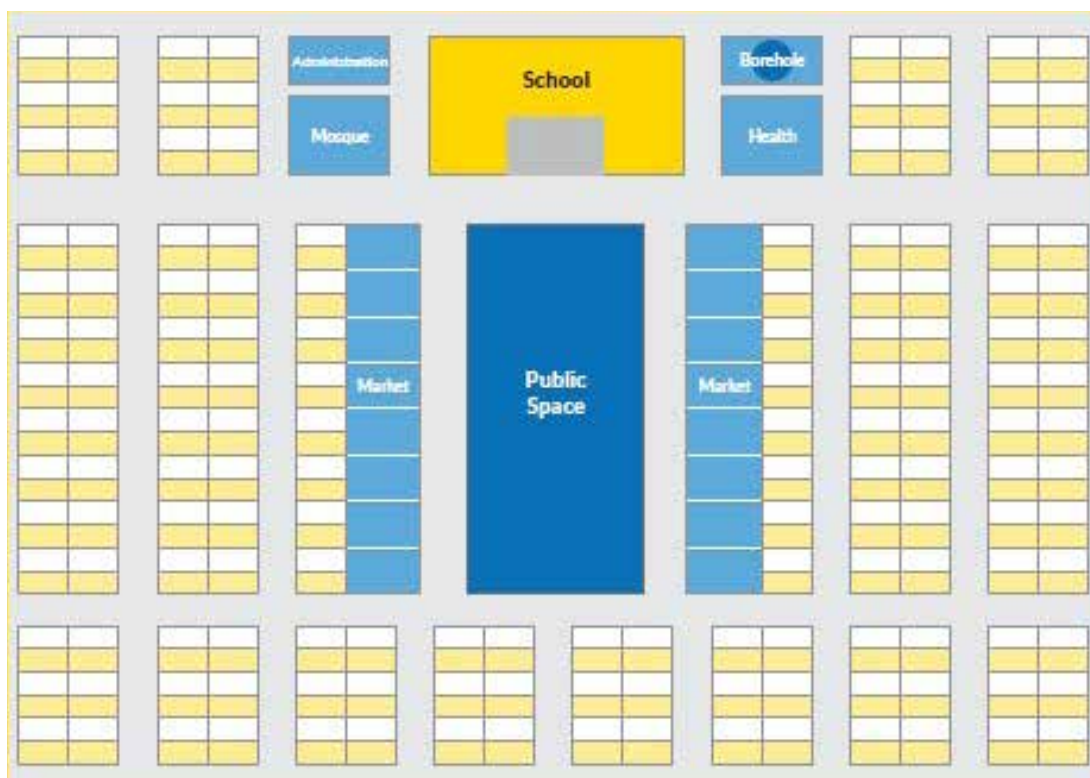 Administration
School
Borehole
Mosque
Health
Market
Public
Space
Market